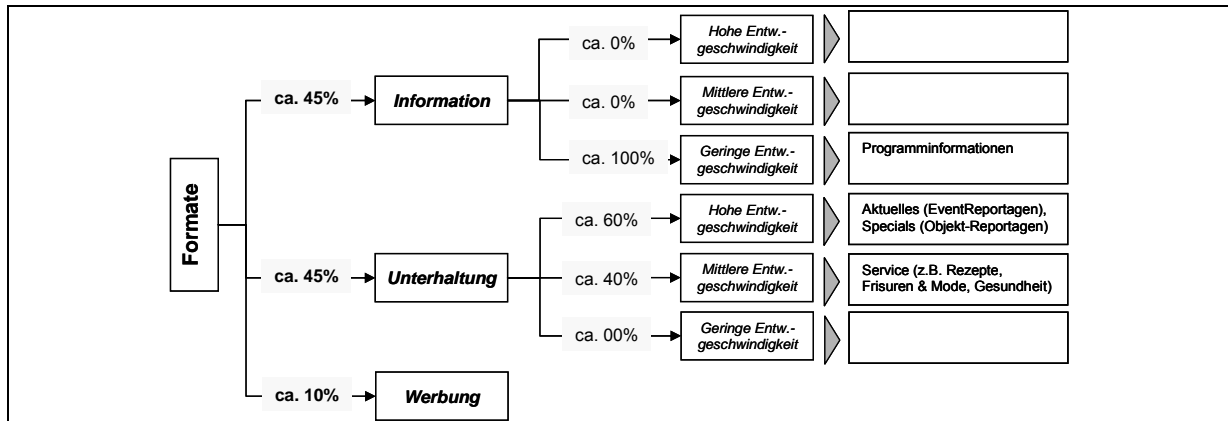 Formate
ca. 45%
Information
ca. 0%
Hohe Entw.-
geschwindigkeit
ca. 0%
Mittlere Entw.-
geschwindigkeit
ca. 100%
Geringe Entw.-
geschwindigkeit
Programminformationen
ca. 45%
Unterhaltung
ca. 60%
Hohe Entw.-
geschwindigkeit
Aktuelles (EventReportagen),
Specials (Objekt-Reportagen)
ca. 40%
Mittlere Entw.-
geschwindigkeit
Service (z.B. Rezepte,
Frisuren & Mode, Gesundheit)
ca. 00%
Geringe Entw.-
geschwindigkeit
ca. 10%
Werbung